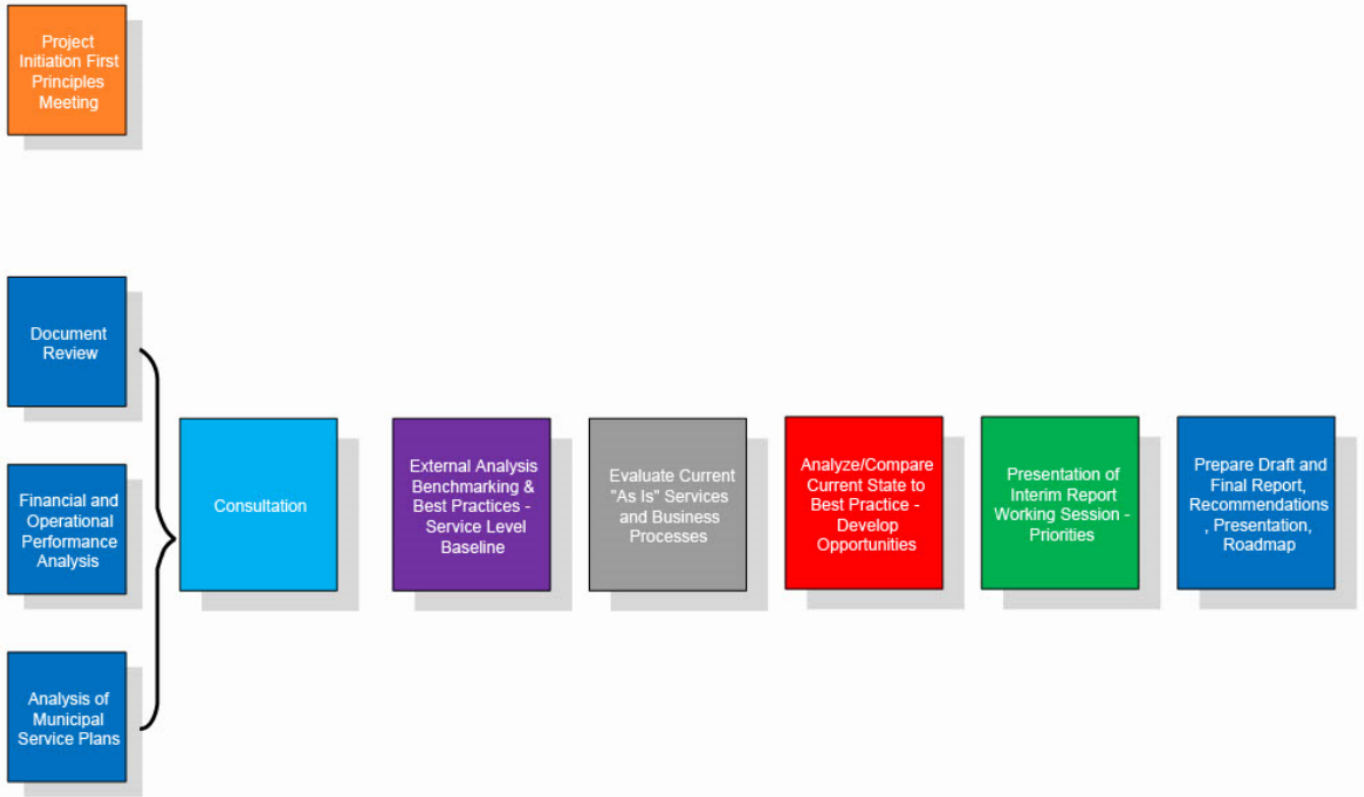 Project
Initiation First
Principles
Meeting
Document
Review
Financial and
Operational
Performance
Analysis
Analysis of
Municipal
Service Plans
Consultation
External Analysis
Benchmarking &
Best Practices -
Service Level
Baseline
Evaluate Current
"As Is" Services
and Business
Processes
Analyze/Compare
Current State to
Best Practice -
Develop
Opportunities
Presentation of
Interim Report
Working Session -
Priorities
Prepare Draft and
Final Report,
Recommendations
, Presentation,
Roadmap